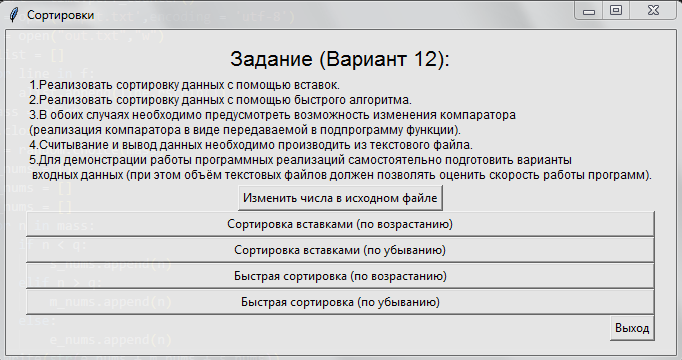 Сортировки
Задание (Вариант 12):
1.Реализовать сортировку данных с помощью вставок.
2.Реализовать сортировку данных с помощью быстрого алгоритма.
3.В обоих случаях необходимо предусмотреть возможность изменения компаратора
(реализация компаратора в виде передаваемой в подпрограмму функции).
4.Считывание и вывод данных необходимо производить из текстового файла.
5.Для демонстрации работы программных реализаций самостоятельно подготовить варианты
входных данных (при этом объём текстовых файлов должен позволять оценить скорость работы программ).
Изменить числа в исходном файле
Сортировка вставками (по возрастанию)
Сортировка вставками (по убыванию)
Быстрая сортировка (по возрастанию)
Быстрая сортировка (по убыванию)
Выход